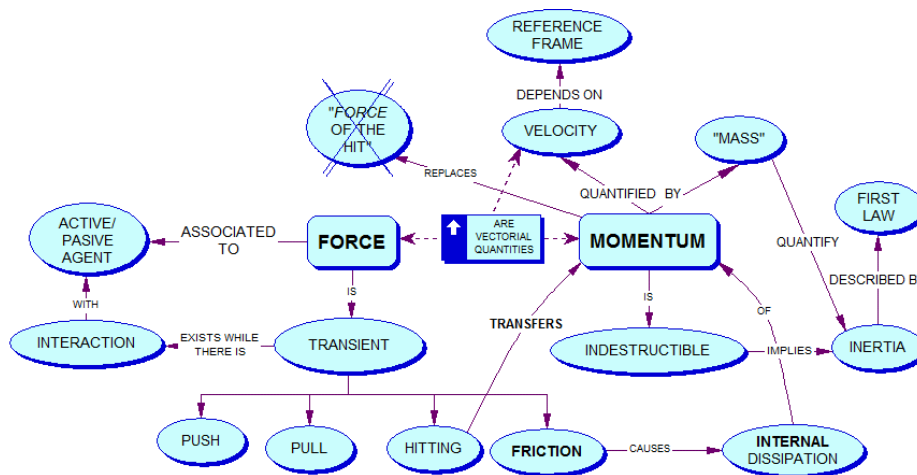 REFERENCE
FRAME
DEPENDS ON
"FORCE
OF THE
HIT"
VELOCITY
"MASS"
REPLACES
QUANTIFIED BY
FIRST
LAW
ACTIVE/
PASIVE
AGENT
ASSOCIATED
TO
FORCE
ARE
VECTORIAL
QUANTITIES
MOMENTUM
QUANTIFY
DESCRIBED B
WITH
IS
IS
OF
TRANSFERS
INTERACTION
EXISTS WHILE
THERE IS
TRANSIENT
INDESTRUCTIBLE
IMPLIES
INERTIA
PUSH
PULL
HITTING
FRICTION
CAUSES
INTERNAL
DISSIPATION